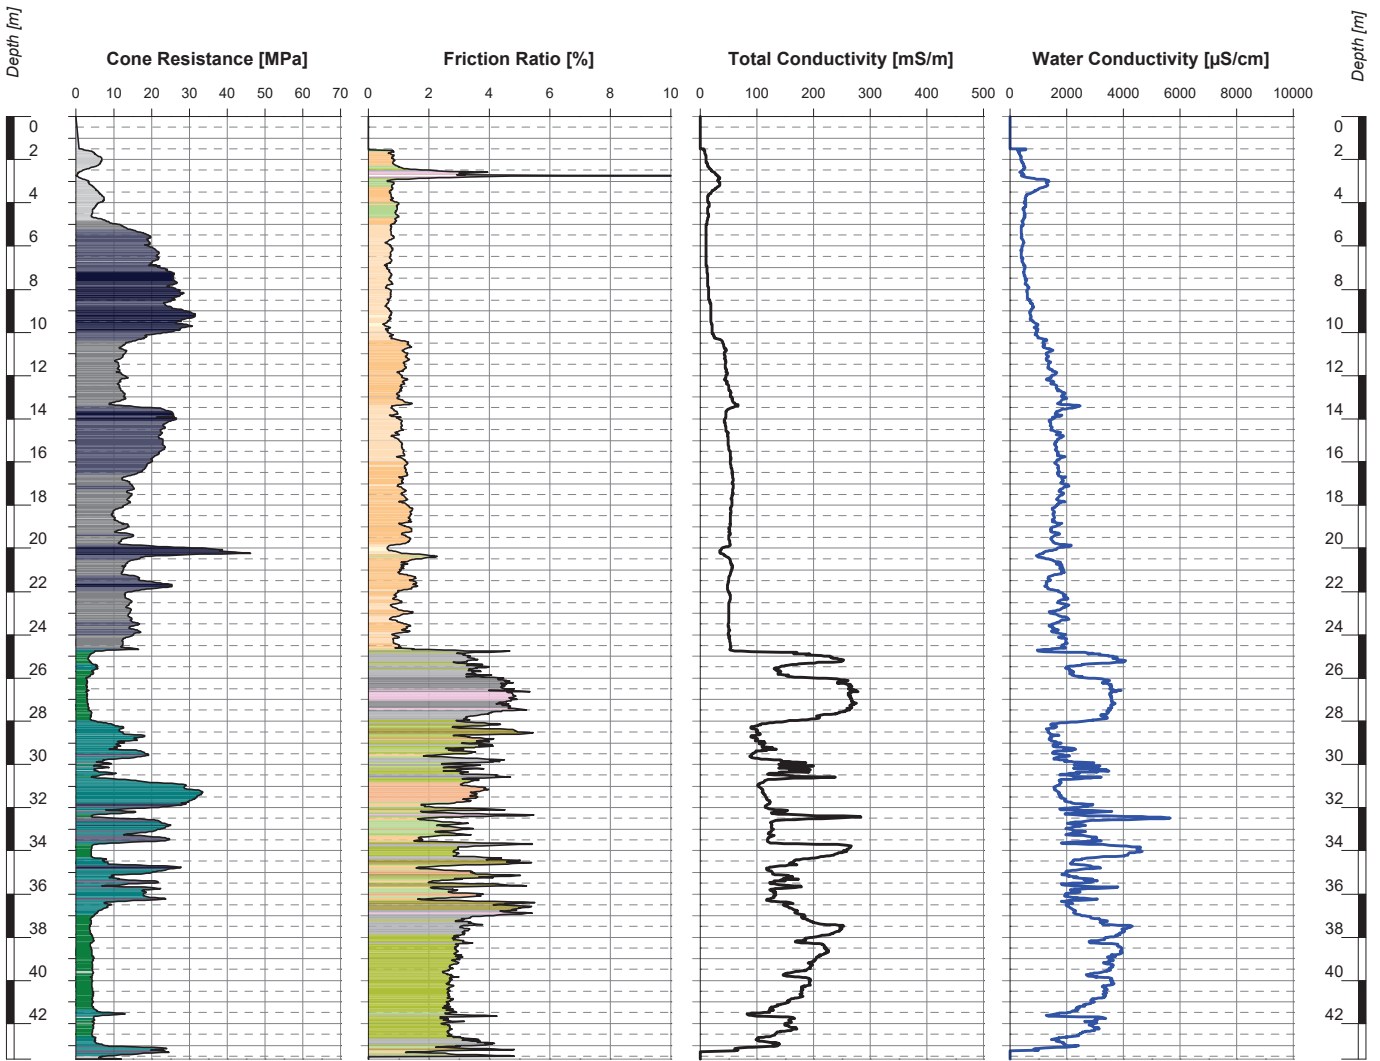 Depth [m]
Cone Resistance [MPa]
Friction Ratio [%]
Total Conductivity [mS/m]
Water Conductivity [µS/cm]
Depth [m]
0 10 20 30 40 50 60 70
0 2 4 6 8 10
0 100 200 300 400 500
0 2000 4000 6000 8000 10000
0 0
2 2
4 4
6 6
8 8
10 10
12 12
14 14
16 16
18 18
20 20
22 22
24 24
26 26
28 28
30 30
32 32
34 34
36 36
38 38
40 40
42 42